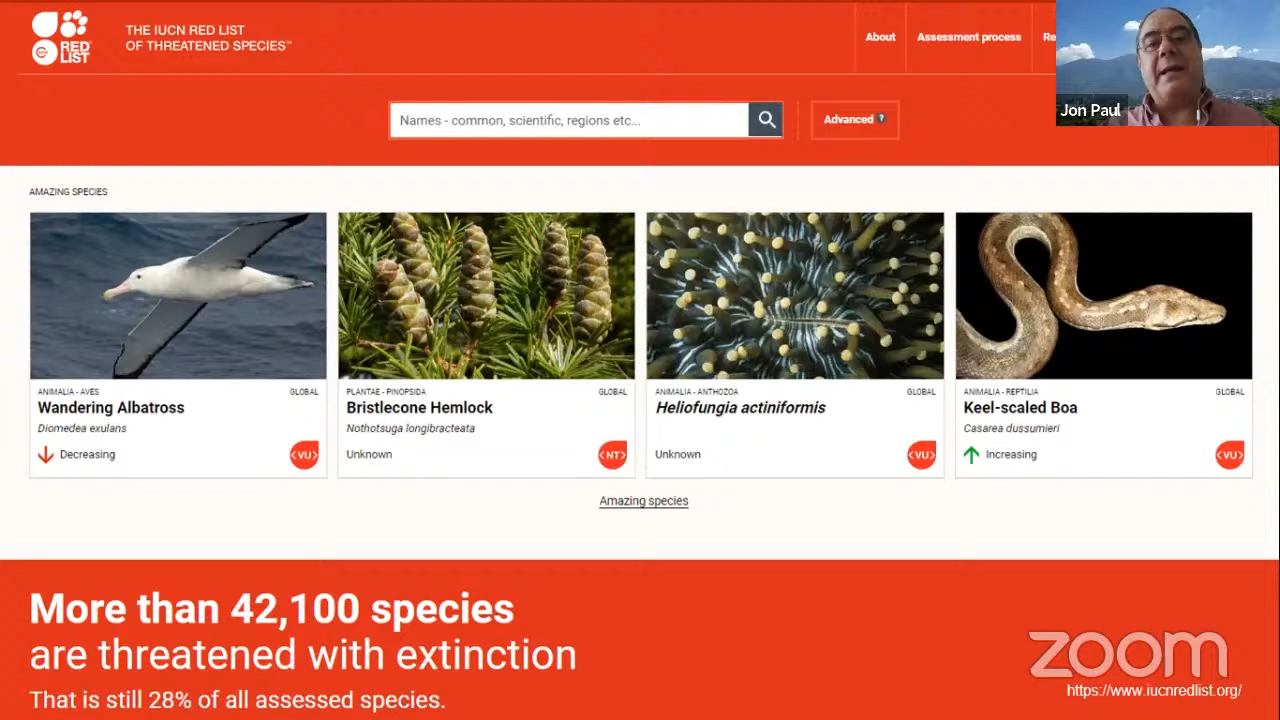 RED
LIST
THE IUCN RED LIST
OF THREATENED SPECIES™
About
Assessment process
Re
Jon Paul
Names - common, scientific, regions etc...
Advanced ?
AMAZING SPECIES
ANIMALIA - AVES
GLOBAL
Wandering Albatross
Diomedea exulans
Decreasing
<VU>
PLANTAE - PINOPSIDA
GLOBAL
Bristlecone Hemlock
Nothotsuga longibracteata
Unknown
<NT>
ANIMALIA - ANTHOZOA
GLOBAL
Heliofungia actiniformis
Unknown
<VU>
ANIMALIA - REPTILIA
GLOBAL
Keel-scaled Boa
Casarea dussumieri
Increasing
<VU>
Amazing species
More than 42,100 species
are threatened with extinction
That is still 28% of all assessed species.
zoom
https://www.iucnredlist.org/